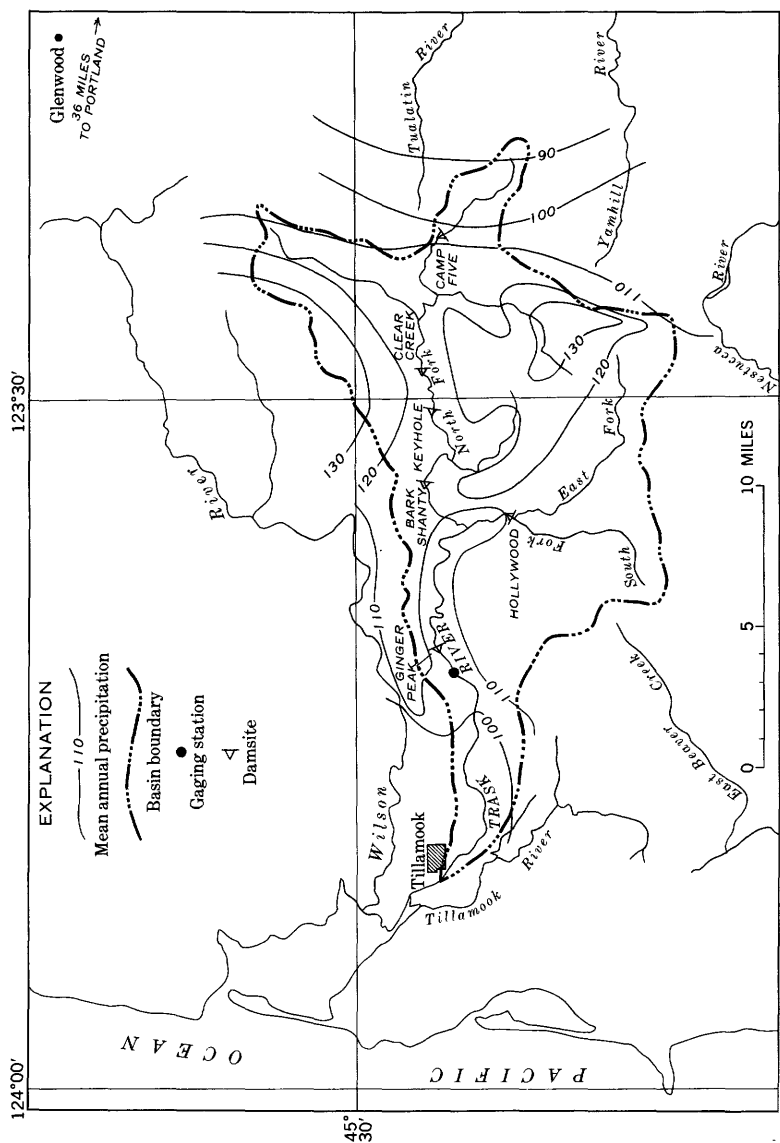 124°00'
123°30'
45°
30'
EXPLANATION
110
Mean annual precipitation
Basin boundary
Gaging station
Damsite
Glenwood
36 MILES
TO PORTLAND
PACIFIC
OCEAN
Tillamook
Wilson
River
Tillamook
River
TRASK
RIVER
GINGER
PEAK
BARK
SHANTY
KEYHOLE
CLEAR
CREEK
CAMP
FIVE
HOLLYWOOD
North
Fork
East
Fork
South
Fork
Tualatin
River
Yamhill
River
Nestucca
River
East Beaver
Creek
110
130
120
100
110
130
120
110
100
90
0
5
10 MILES